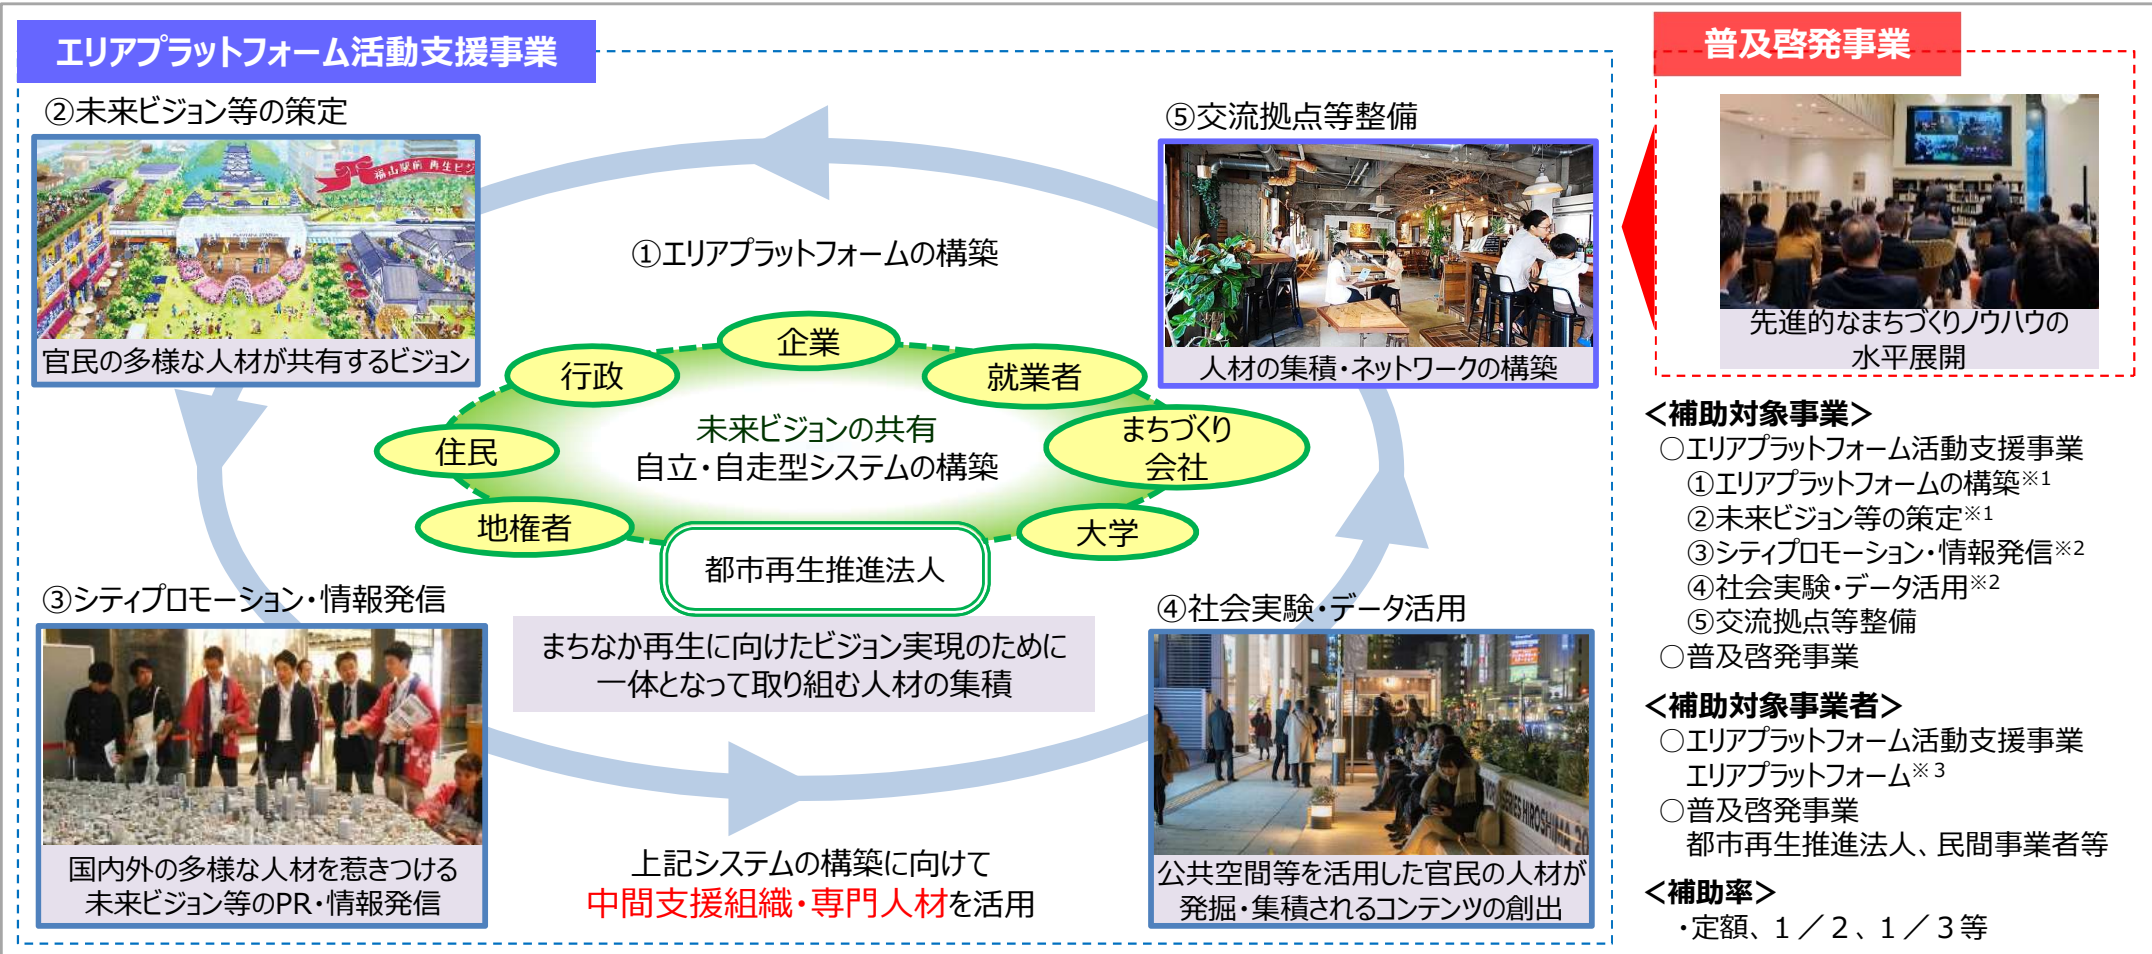 エリアプラットフォーム活動支援事業
②未来ビジョン等の策定
福山駅前 再生ビジ
官民の多様な人材が共有するビジョン
①エリアプラットフォームの構築
企業
行政
就業者
住民
まちづくり
会社
地権者
大学
未来ビジョンの共有
自立・自走型システムの構築
都市再生推進法人
まちなか再生に向けたビジョン実現のために
一体となって取り組む人材の集積
⑤交流拠点等整備
人材の集積・ネットワークの構築
③シティプロモーション・情報発信
国内外の多様な人材を惹きつける
未来ビジョン等のPR・情報発信
上記システムの構築に向けて
中間支援組織・専門人材を活用
④社会実験・データ活用
HIROSHIMA 20
公共空間等を活用した官民の人材が
発掘・集積されるコンテンツの創出
普及啓発事業
先進的なまちづくりノウハウの
水平展開
<補助対象事業>
○エリアプラットフォーム活動支援事業
①エリアプラットフォームの構築※1
②未来ビジョン等の策定※1
③シティプロモーション・情報発信※2
④社会実験・データ活用※2
⑤交流拠点等整備
○普及啓発事業
<補助対象事業者>
○エリアプラットフォーム活動支援事業
エリアプラットフォーム※3
○普及啓発事業
都市再生推進法人、民間事業者等
<補助率>
・定額、1／2、1／3等